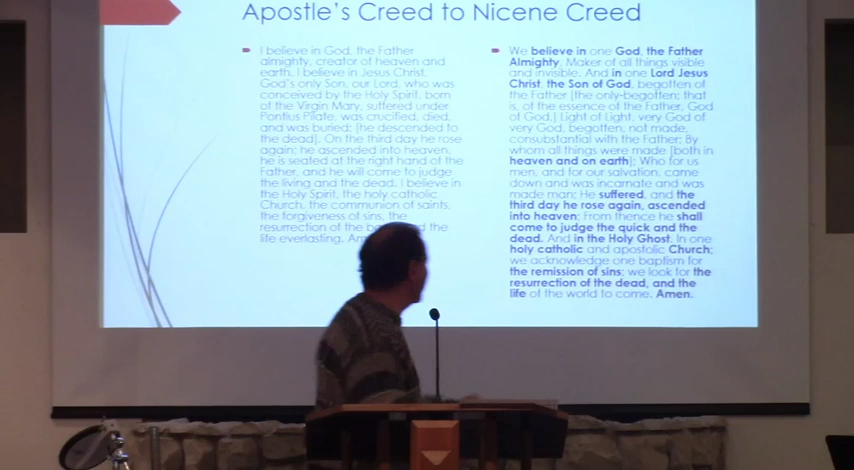 Apostle's Creed to Nicene Creed
I believe in God, the Father
almighty, creator of heaven and
earth. I believe in Jesus Christ,
God's only Son, our Lord, who was
conceived by the Holy Spirit, born
of the Virgin Mary, suffered under
Pontius Pilate, was crucified, died,
and was buried; [he descended to
the dead]. On the third day he rose
again; he ascended into heaven,
he is seated at the right hand of the
Father, and he will come to judge
the living and the dead. I believe in
the Holy Spirit, the holy catholic
Church, the communion of saints,
the forgiveness of sins, the
resurrection of the the
life everlasting.
We believe in one God, the Father
Almighty, Maker of all things visible
and invisible. And in one Lord Jesus
Christ, the Son of God, begotten of
the Father [the only-begotten; that
is, of the essence of the Father, God
of God,] Light of Light, very God of
very God, begotten, not made,
consubstantial with the Father; By
whom all things were made [both in
heaven and on earth]; Who for us
men, and for our salvation, came
down and was incarnate and was
made man; He suffered, and the
third day he rose again, ascended
into heaven; from thence he shall
come to judge the quick and the
dead. And in the Holy Ghost. In one
holy catholic and apostolic Church;
we acknowledge one baptism for
the remission of sins; we look for the
resurrection of the dead, and the
life of the world to come. Amen.